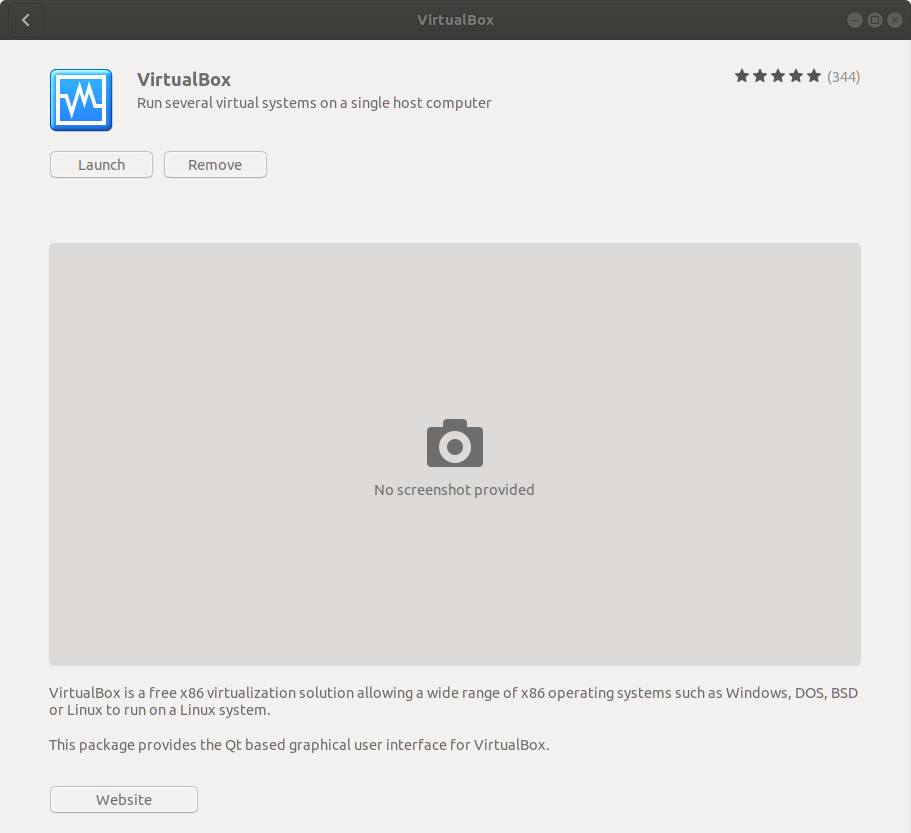 VirtualBox
VirtualBox
★★★★★ (344)
Run several virtual systems on a single host computer
Launch
Remove
No screenshot provided
VirtualBox is a free x86 virtualization solution allowing a wide range of x86 operating systems such as Windows, DOS, BSD
or Linux to run on a Linux system.
This package provides the Qt based graphical user interface for VirtualBox.
Website